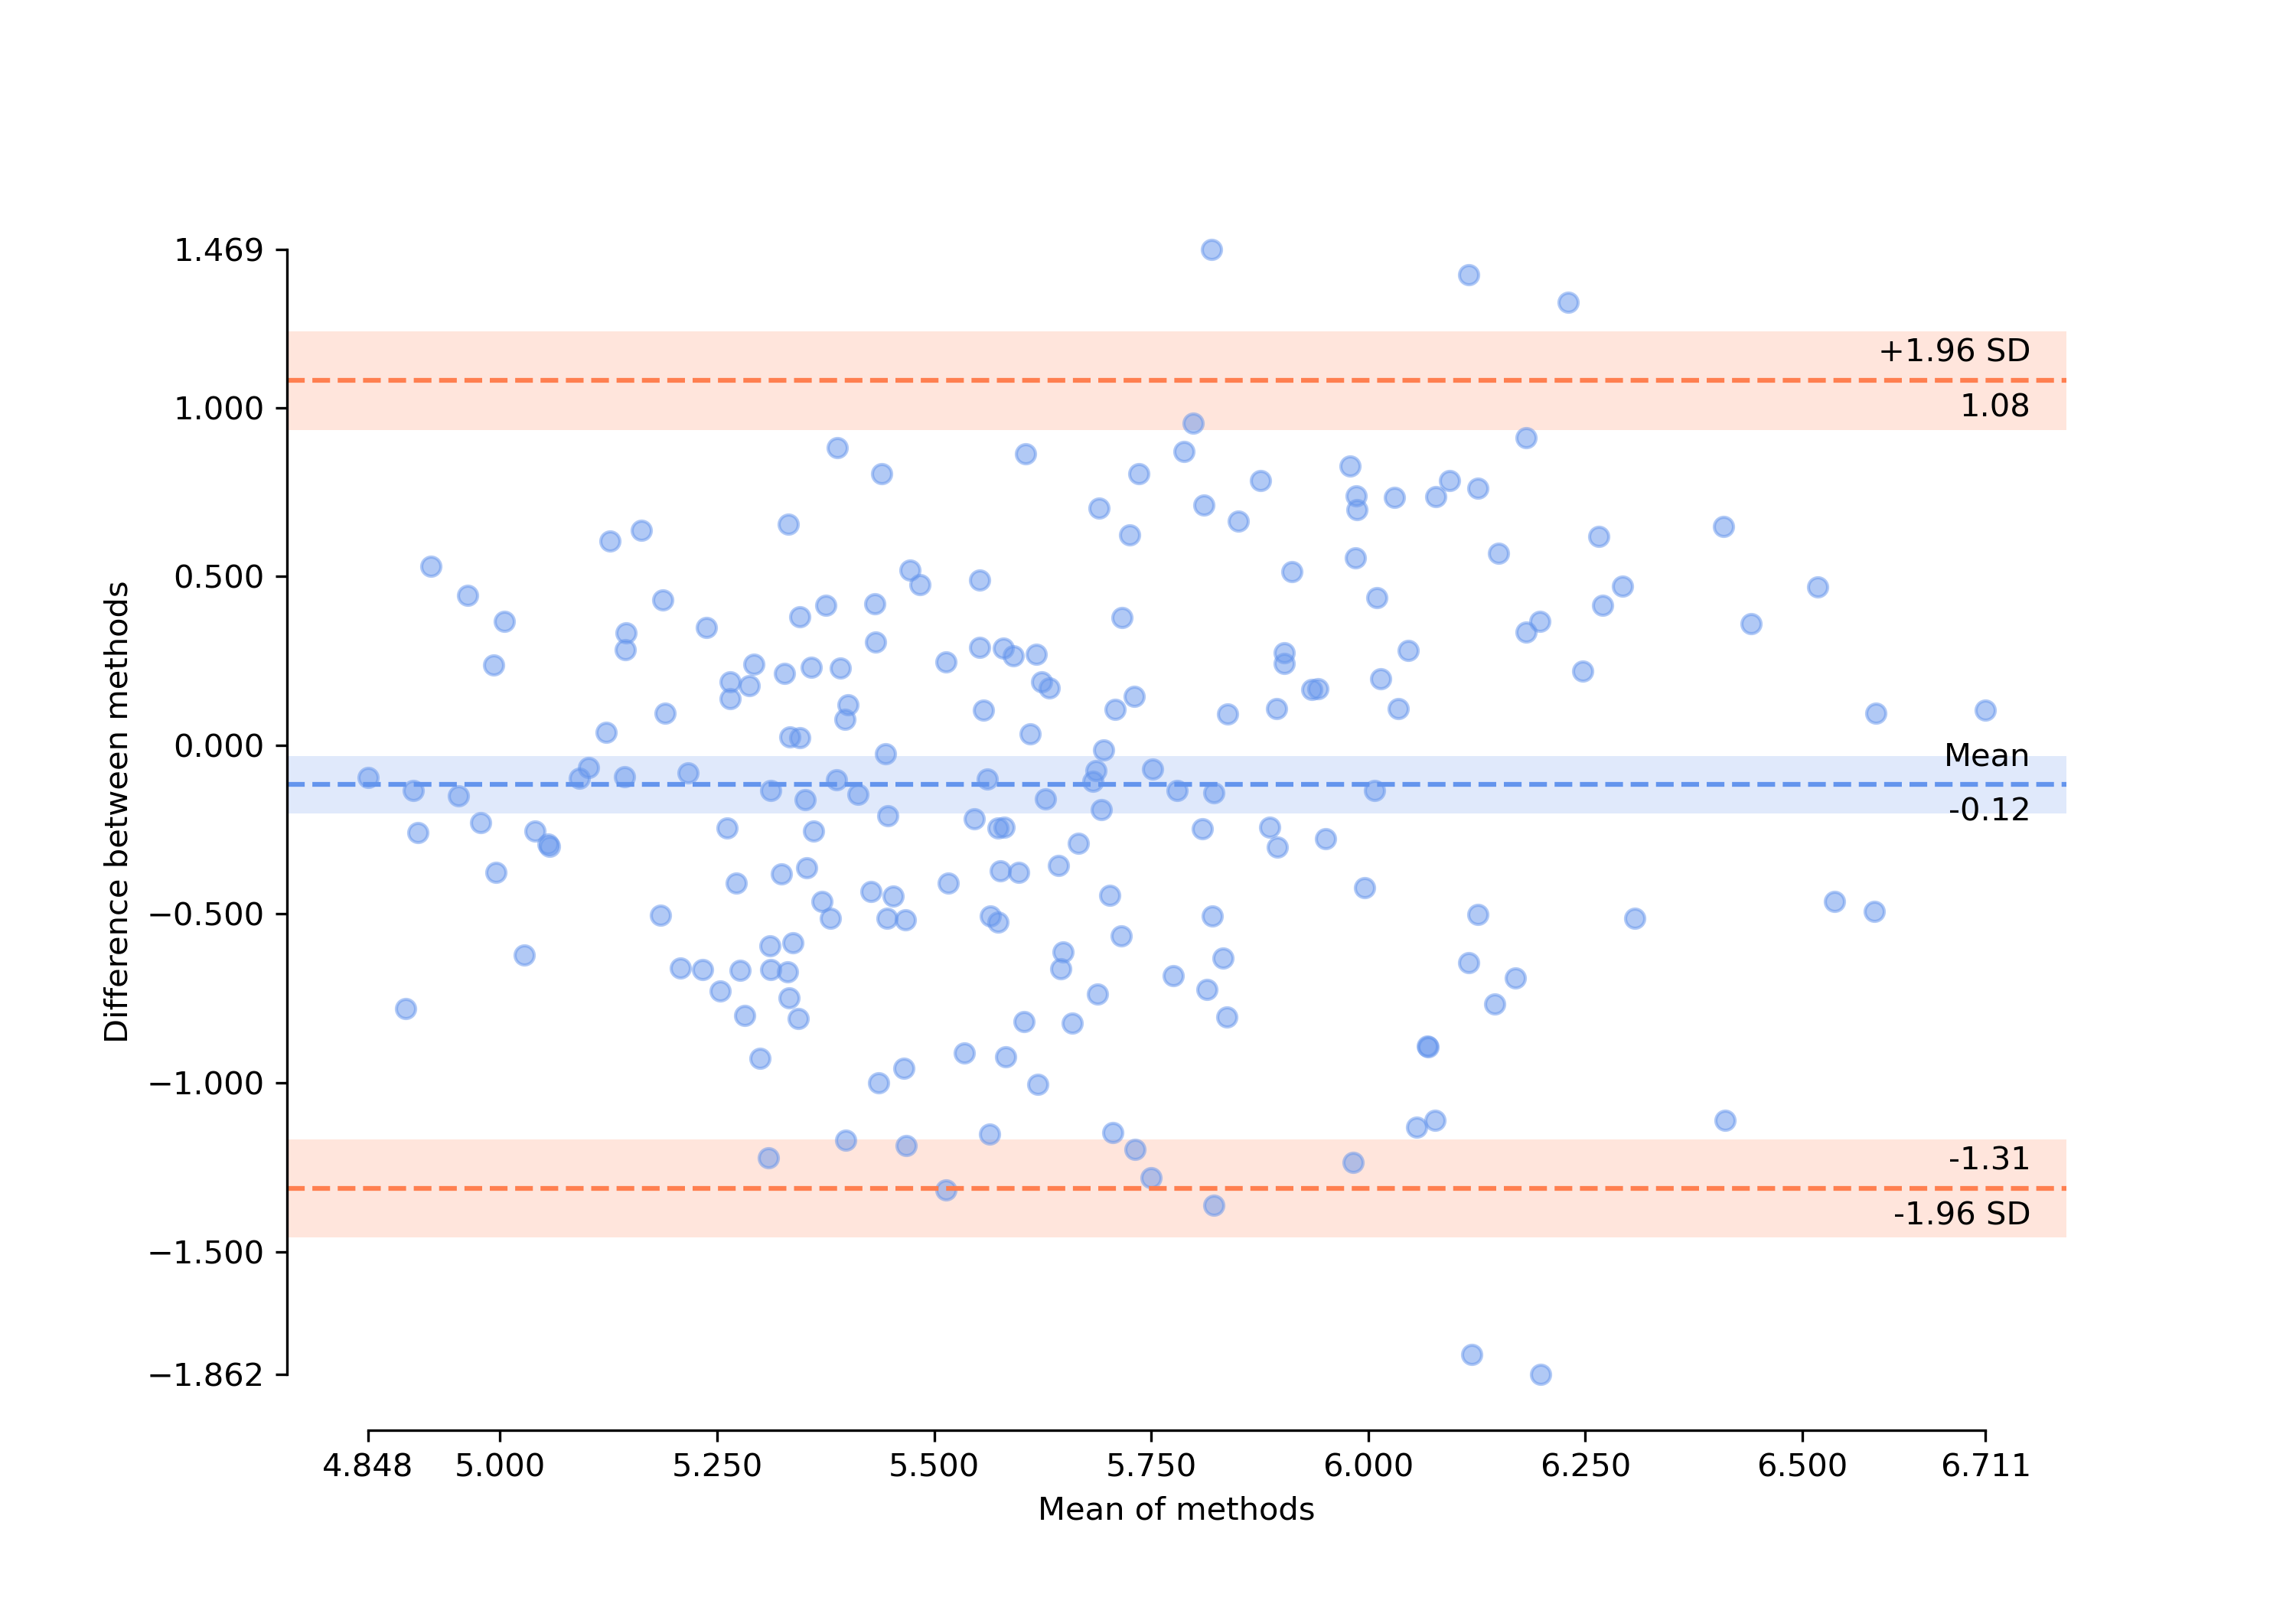 1.469
1.000
0.500
0.000
−0.500
−1.000
−1.500
−1.862
Difference between methods
+1.96 SD
1.08
Mean
-0.12
-1.31
-1.96 SD
4.848 5.000 5.250 5.500 5.750 6.000 6.250 6.500 6.711
Mean of methods